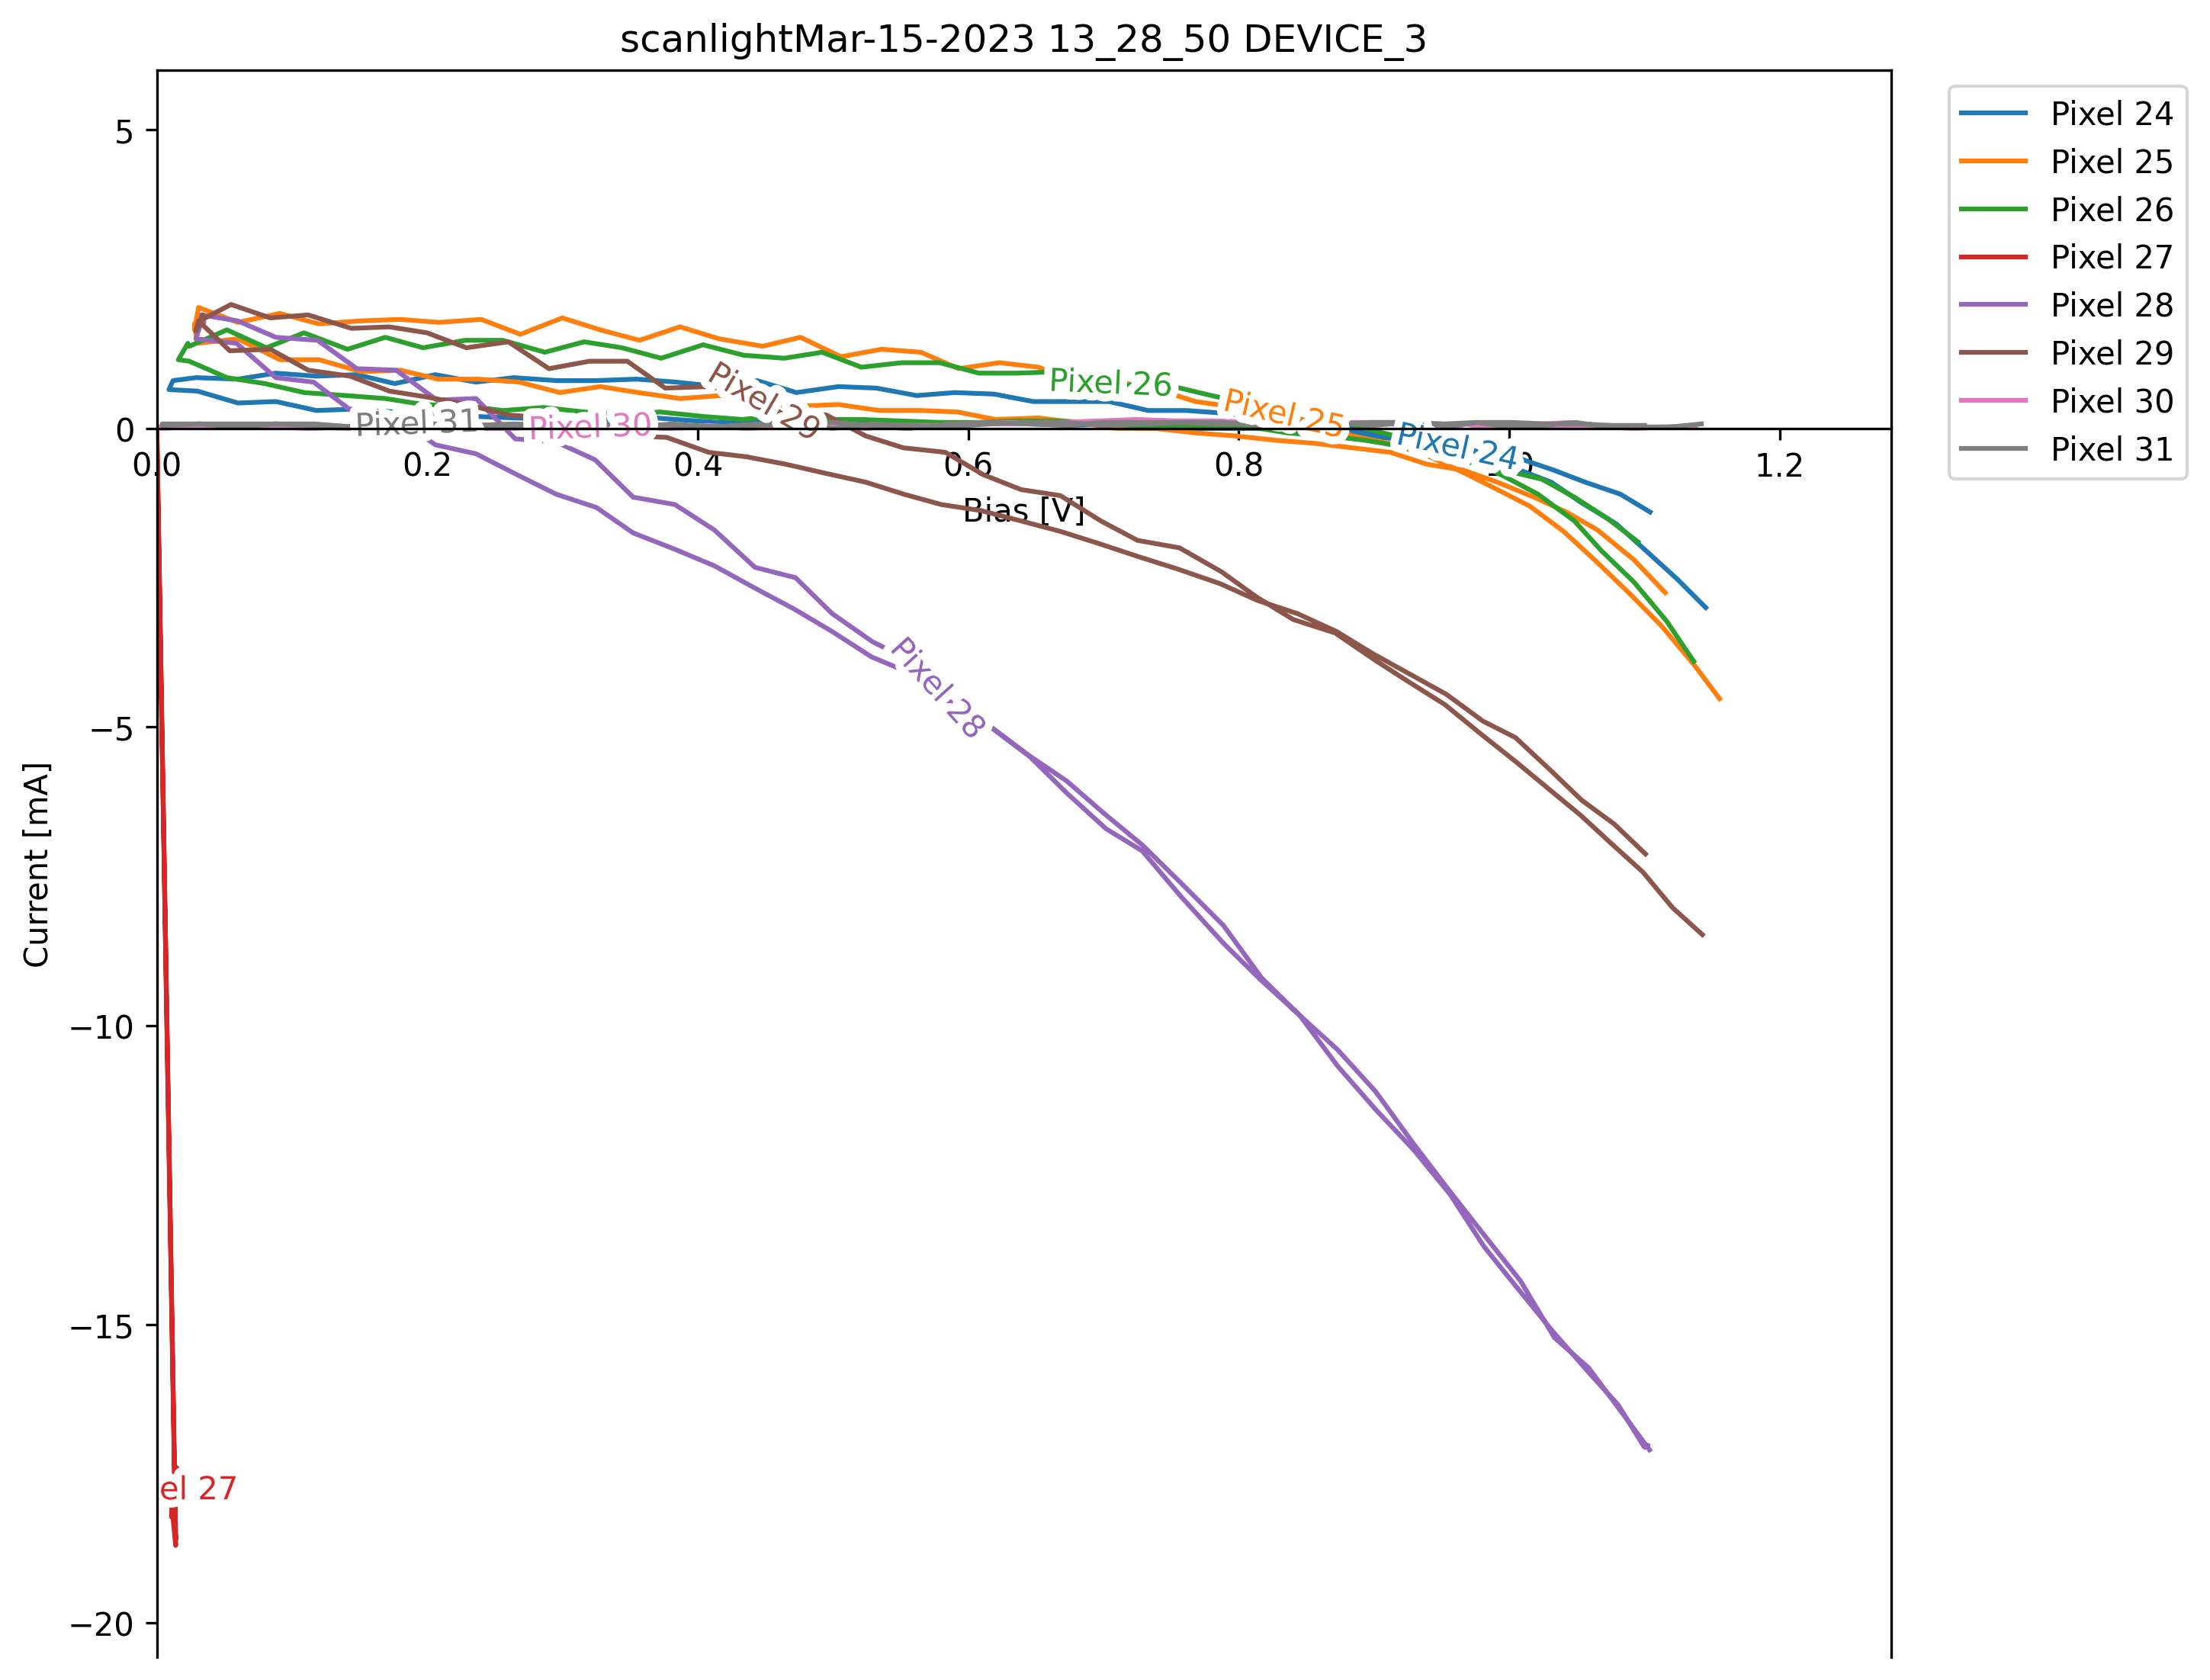 scanlightMar-15-2023 13_28_50 DEVICE_3
Pixel 24
Pixel 25
Pixel 26
Pixel 27
Pixel 28
Pixel 29
Pixel 30
Pixel 31
5
0
−5
−10
−15
−20
Current [mA]
0.0
0.2
0.4
0.6
0.8
1.2
Bias [V]
Pixel 29
Pixel 26
Pixel 25
Pixel 24
Pixel 31
Pixel 30
Pixel 28
el 27